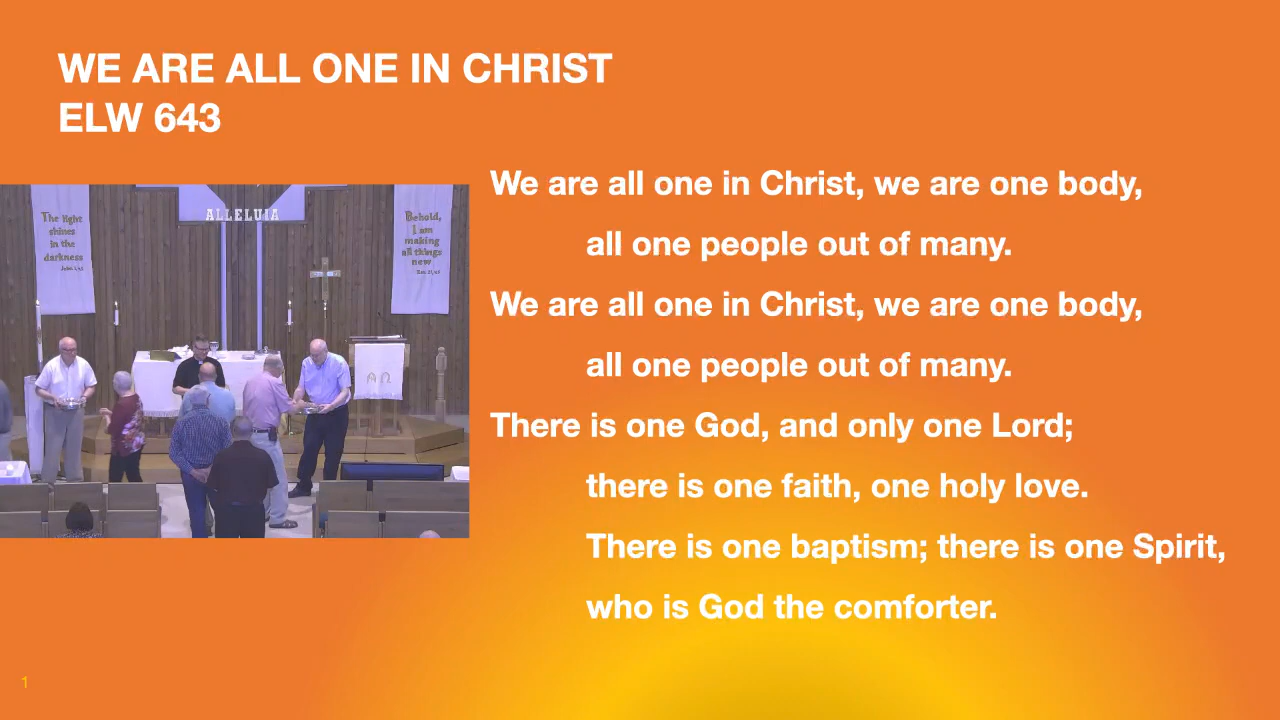 WE ARE ALL ONE IN CHRIST
ELW 643
We are all one in Christ, we are one body,
all one people out of many.
We are all one in Christ, we are one body,
all one people out of many.
There is one God, and only one Lord;
there is one faith, one holy love.
There is one baptism; there is one Spirit,
who is God the comforter.
ALLELUIA
The light
shines
in the
darkness
Behold,
I am
making
all things
new
ΑΩ
1